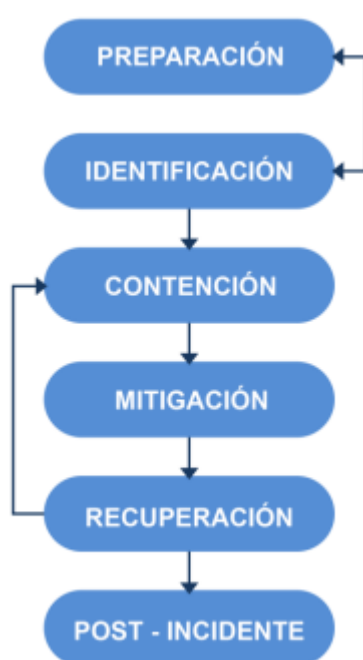 PREPARACIÓN
IDENTIFICACIÓN
CONTENCIÓN
MITIGACIÓN
RECUPERACIÓN
POST - INCIDENTE